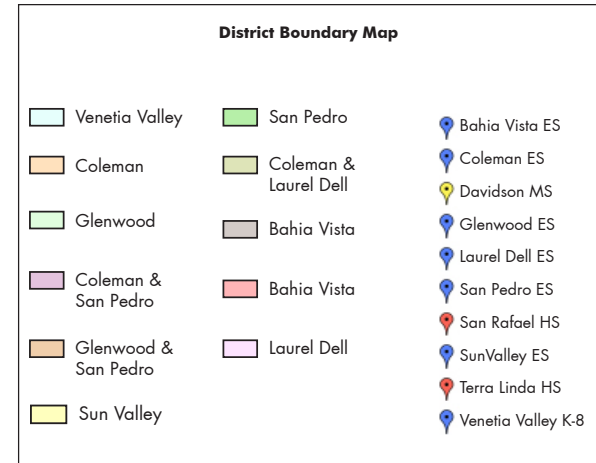 District Boundary Map
Venetia Valley
Coleman
Glenwood
Coleman &
San Pedro
Glenwood &
San Pedro
Sun Valley
San Pedro
Coleman &
Laurel Dell
Bahia Vista
Bahia Vista
Laurel Dell
Bahia Vista ES
Coleman ES
Davidson MS
Glenwood ES
Laurel Dell ES
San Pedro ES
San Rafael HS
SunValley ES
Terra Linda HS
Venetia Valley K-8